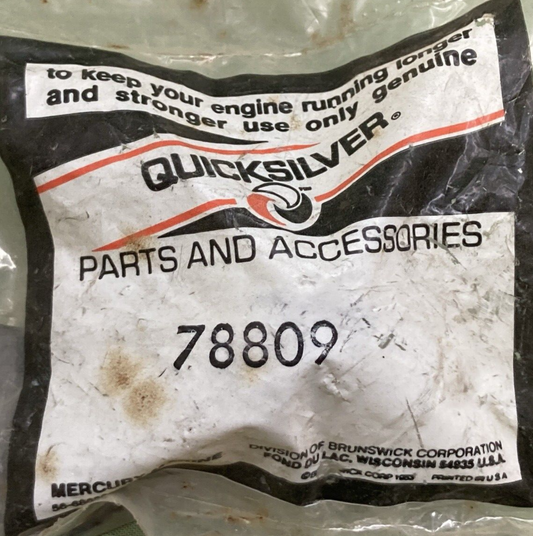 to keep your engine running longer
and stronger use only genuine
QUICKSILVER®
PARTS AND ACCESSORIES
78809
DIVISION OF BRUNSWICK CORPORATION
FOND DU LAC, WISCONSIN 54935 U.S.A.
CORP PRINTED IN U S A